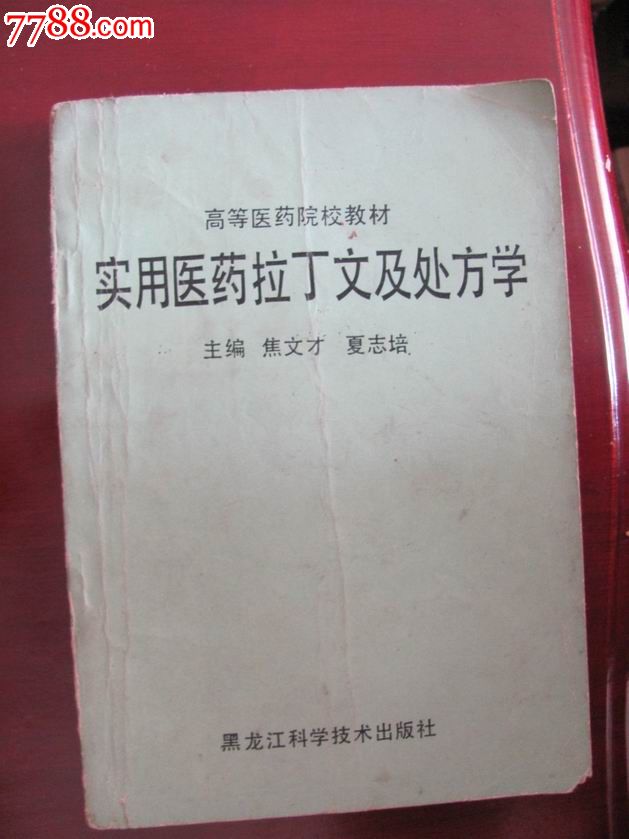 7788.com
高等医药院校教材
实用医药拉丁文及处方学
主编 焦文才 夏志培
黑龙江科学技术出版社